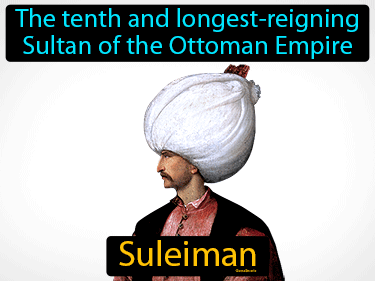 The tenth and longest-reigning
Sultan of the Ottoman Empire
Suleiman